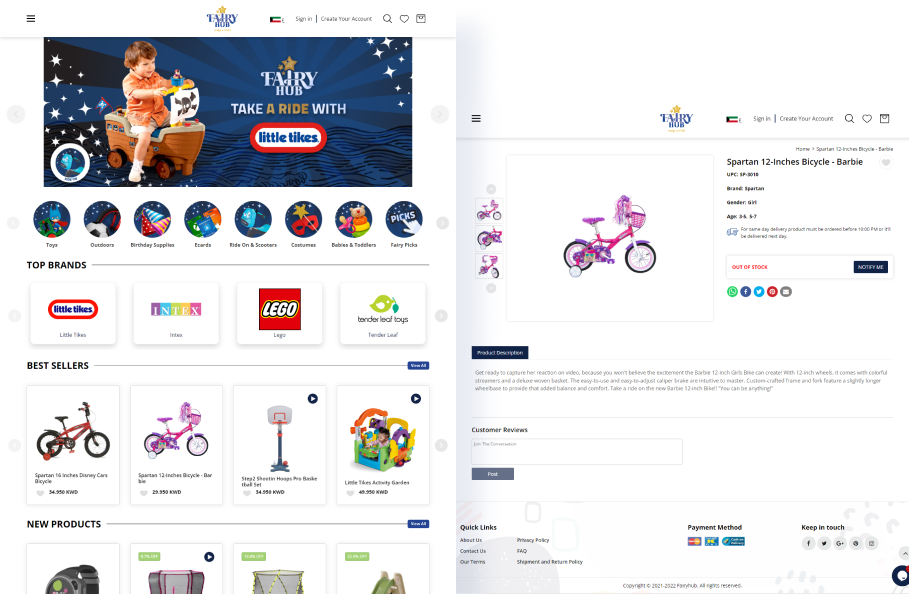 FAIRY HUB
Sign in | Create Your Account
FAIRY HUB
TAKE A RIDE WITH
little tikes
Toys
Outdoors
Birthday Supplies
Ecards
Ride On & Scooters
Costumes
Babies & Toddlers
PICKS
Fairy Picks
TOP BRANDS
little tikes
INTEX
LEGO
tender leaf toys
Little Tikes
Intex
Lego
Tender Leaf
BEST SELLERS
View All
Spartan 16 Inches Disney Cars Bicycle
34.950 KWD
Spartan 12-Inches Bicycle - Bar bie
29.950 KWD
Step2 Shootin Hoops Pro Baske tball Set
34.950 KWD
Little Tikes Activity Garden
49.950 KWD
NEW PRODUCTS
View All
FAIRY HUB
Sign in | Create Your Account
Home > Spartan 12-Inches Bicycle - Barbie
Spartan 12-Inches Bicycle - Barbie
UPC: SP-3010
Brand: Spartan
Gender: Girl
Age: 3-5, 5-7
For same day delivery product must be ordered before 10:00 PM or it'll
be delivered next day.
OUT OF STOCK
NOTIFY ME
Product Description
Get ready to capture her reaction on video, because you won't believe the excitement the Barbie 12-inch Girls Bike can create! With 12-inch wheels, it comes with colorful
streamers and a deluxe woven basket. The easy-to-use and easy-to-adjust caliper brake are intuitive to master. Custom-crafted frame and fork feature a slightly longer
wheelbase to provide that added balance and comfort. Take a ride on the new Barbie 12-inch Bike!! "You can be anything!"
Customer Reviews
Join The Conversation
Post
Quick Links
About Us
Privacy Policy
Contact Us
FAQ
Our Terms
Shipment and Return Policy
Payment Method
Keep in touch
Copyright © 2021-2022 Fairyhub. All rights reserved.